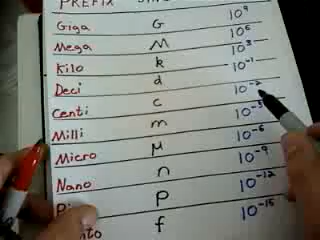 PREFIX
Giga G 10⁹
Mega M 10⁶
Kilo k 10³
Deci d 10⁻¹
Centi c 10⁻²
Milli m 10⁻³
Micro μ 10⁻⁶
Nano n 10⁻⁹
p 10⁻¹²
f 10⁻¹⁵